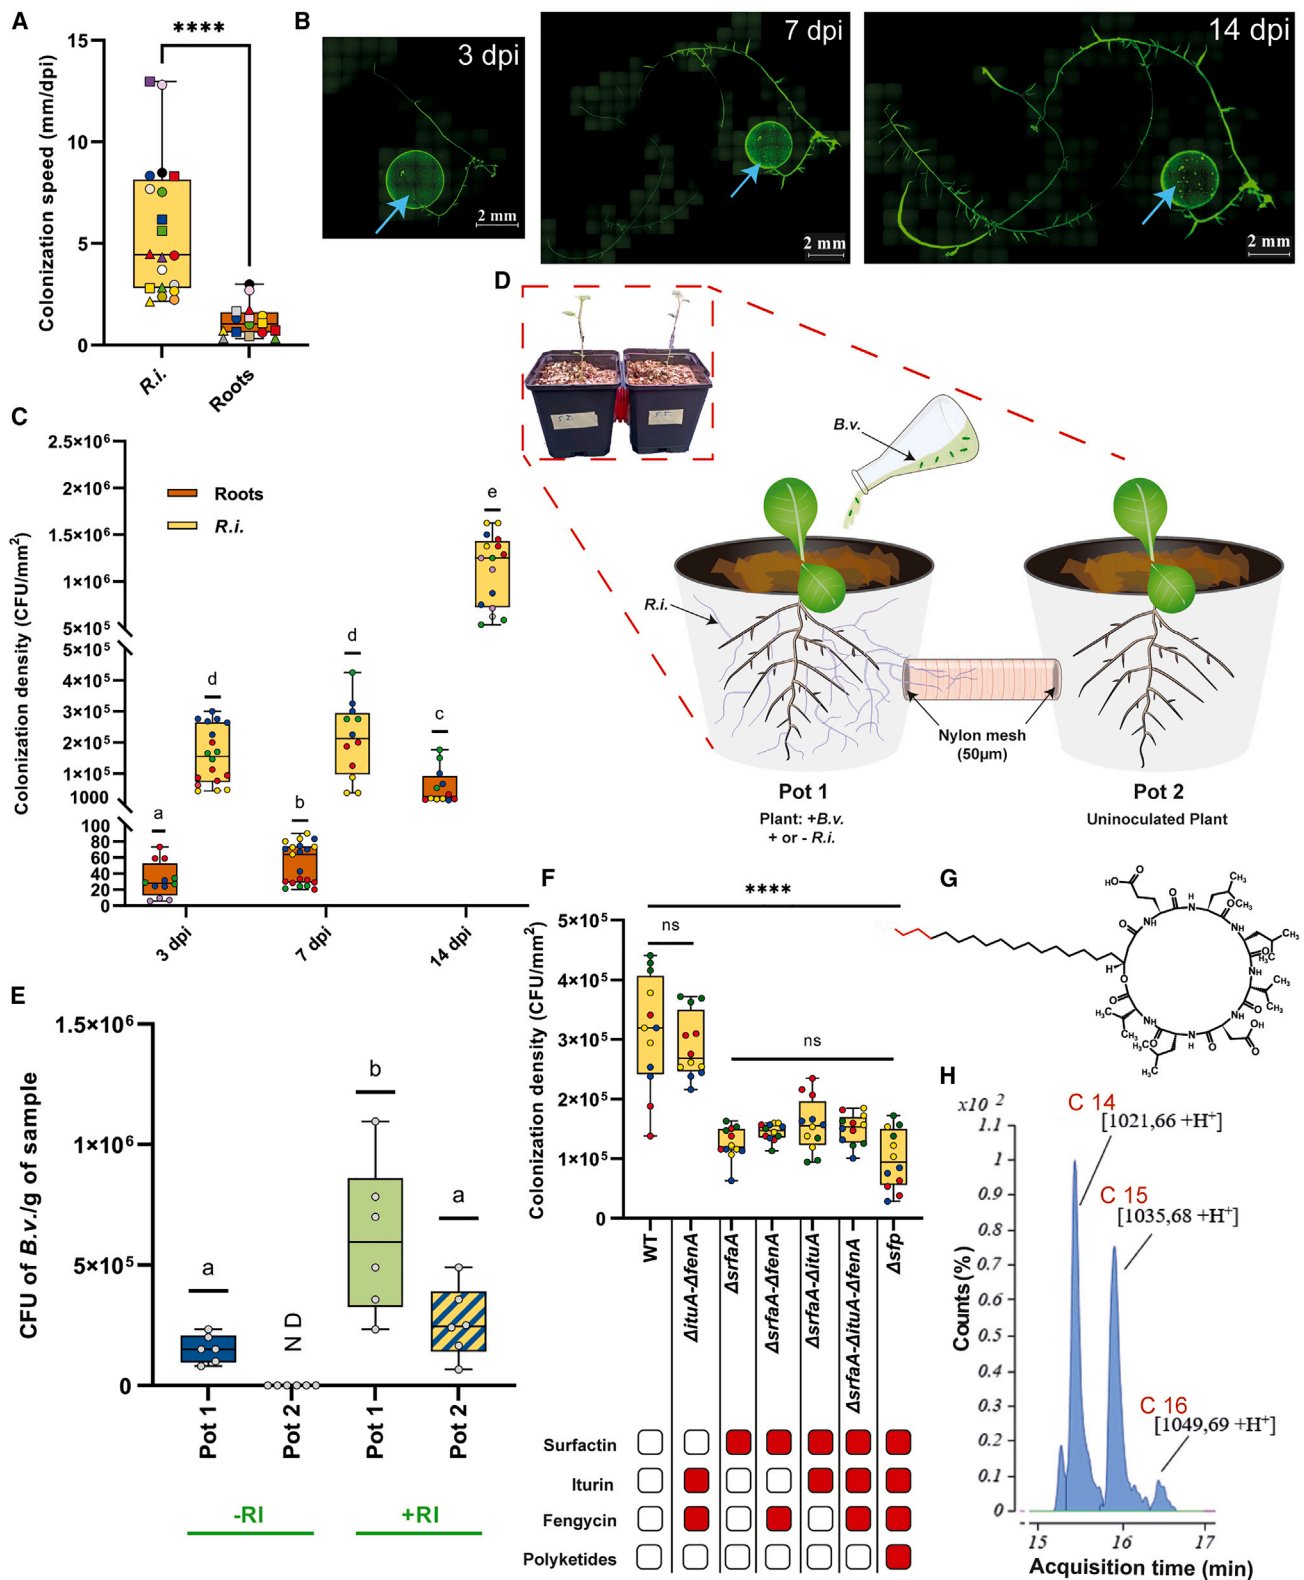 A
****
15
10
5
0
Colonization speed (mm/dpi)
R.i.
Roots
B
3 dpi
2 mm
7 dpi
2 mm
14 dpi
2 mm
C
2.5×10⁶
2×10⁶
1.5×10⁶
1×10⁶
5×10⁵
5×10⁵
4×10⁵
3×10⁵
2×10⁵
1×10⁵
1000
100
80
60
40
20
0
Colonization density (CFU/mm²)
Roots
R.i.
a
d
b
d
c
e
3 dpi
7 dpi
14 dpi
D
B.v.
R.i.
Nylon mesh
(50µm)
Pot 1
Plant: +B.v.
+ or - R.i.
Pot 2
Uninoculated Plant
E
1.5×10⁶
1×10⁶
5×10⁵
0
CFU of B.v./g of sample
a
N D
b
a
Pot 1
Pot 2
Pot 1
Pot 2
-RI
+RI
F
****
ns
ns
5×10⁵
4×10⁵
3×10⁵
2×10⁵
1×10⁵
0
Colonization density (CFU/mm²)
WT
ΔituA-ΔfenA
ΔsrfaA
ΔsrfaA-ΔfenA
ΔsrfaA-ΔituA
ΔsrfaA-ΔituA-ΔfenA
Δsfp
Surfactin
Iturin
Fengycin
Polyketides
G
H
x10 ²
1.1
1
0.9
0.8
0.7
0.6
0.5
0.4
0.3
0.2
0.1
0
Counts (%)
C 14
[1021,66 +H⁺]
C 15
[1035,68 +H⁺]
C 16
[1049,69 +H⁺]
15
16
17
Acquisition time (min)